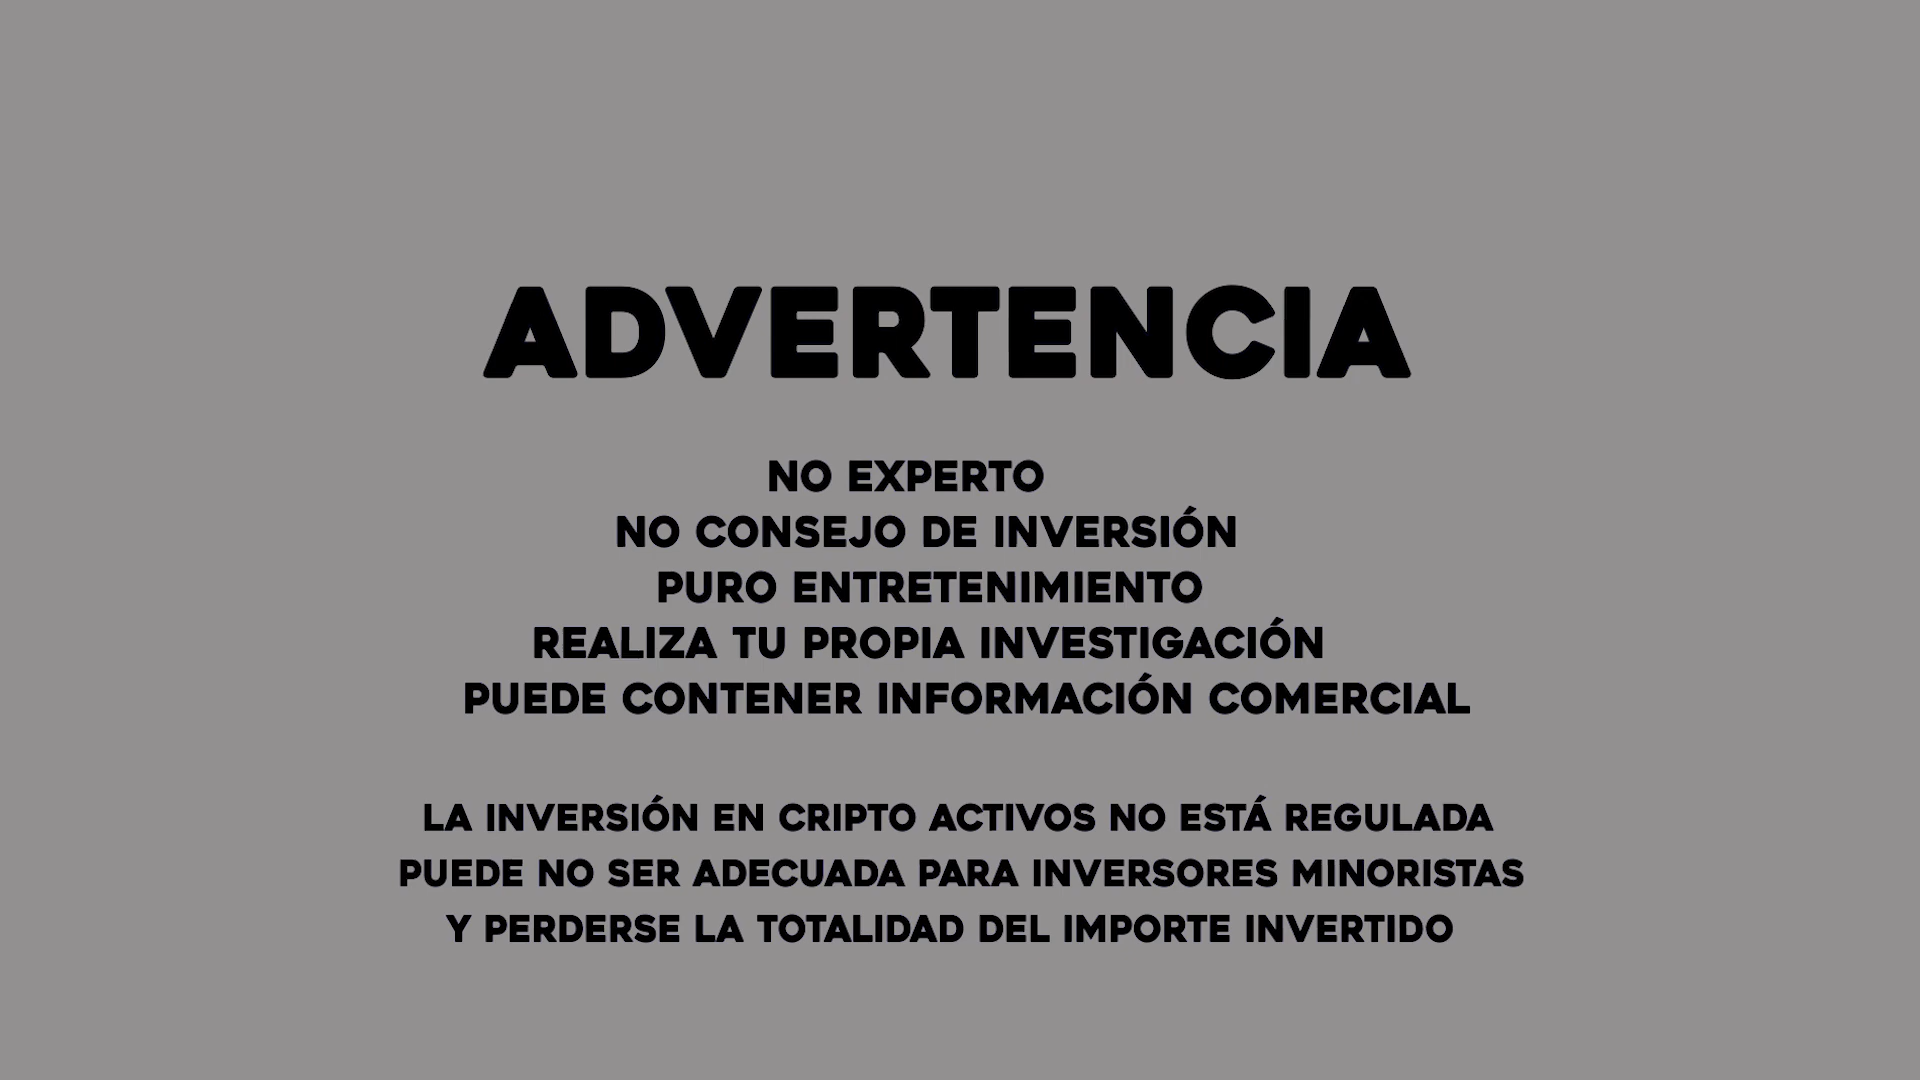 ADVERTENCIA
NO EXPERTO
NO CONSEJO DE INVERSIÓN
PURO ENTRETENIMIENTO
REALIZA TU PROPIA INVESTIGACIÓN
PUEDE CONTENER INFORMACIÓN COMERCIAL
LA INVERSIÓN EN CRIPTO ACTIVOS NO ESTÁ REGULADA
PUEDE NO SER ADECUADA PARA INVERSORES MINORISTAS
Y PERDERSE LA TOTALIDAD DEL IMPORTE INVERTIDO